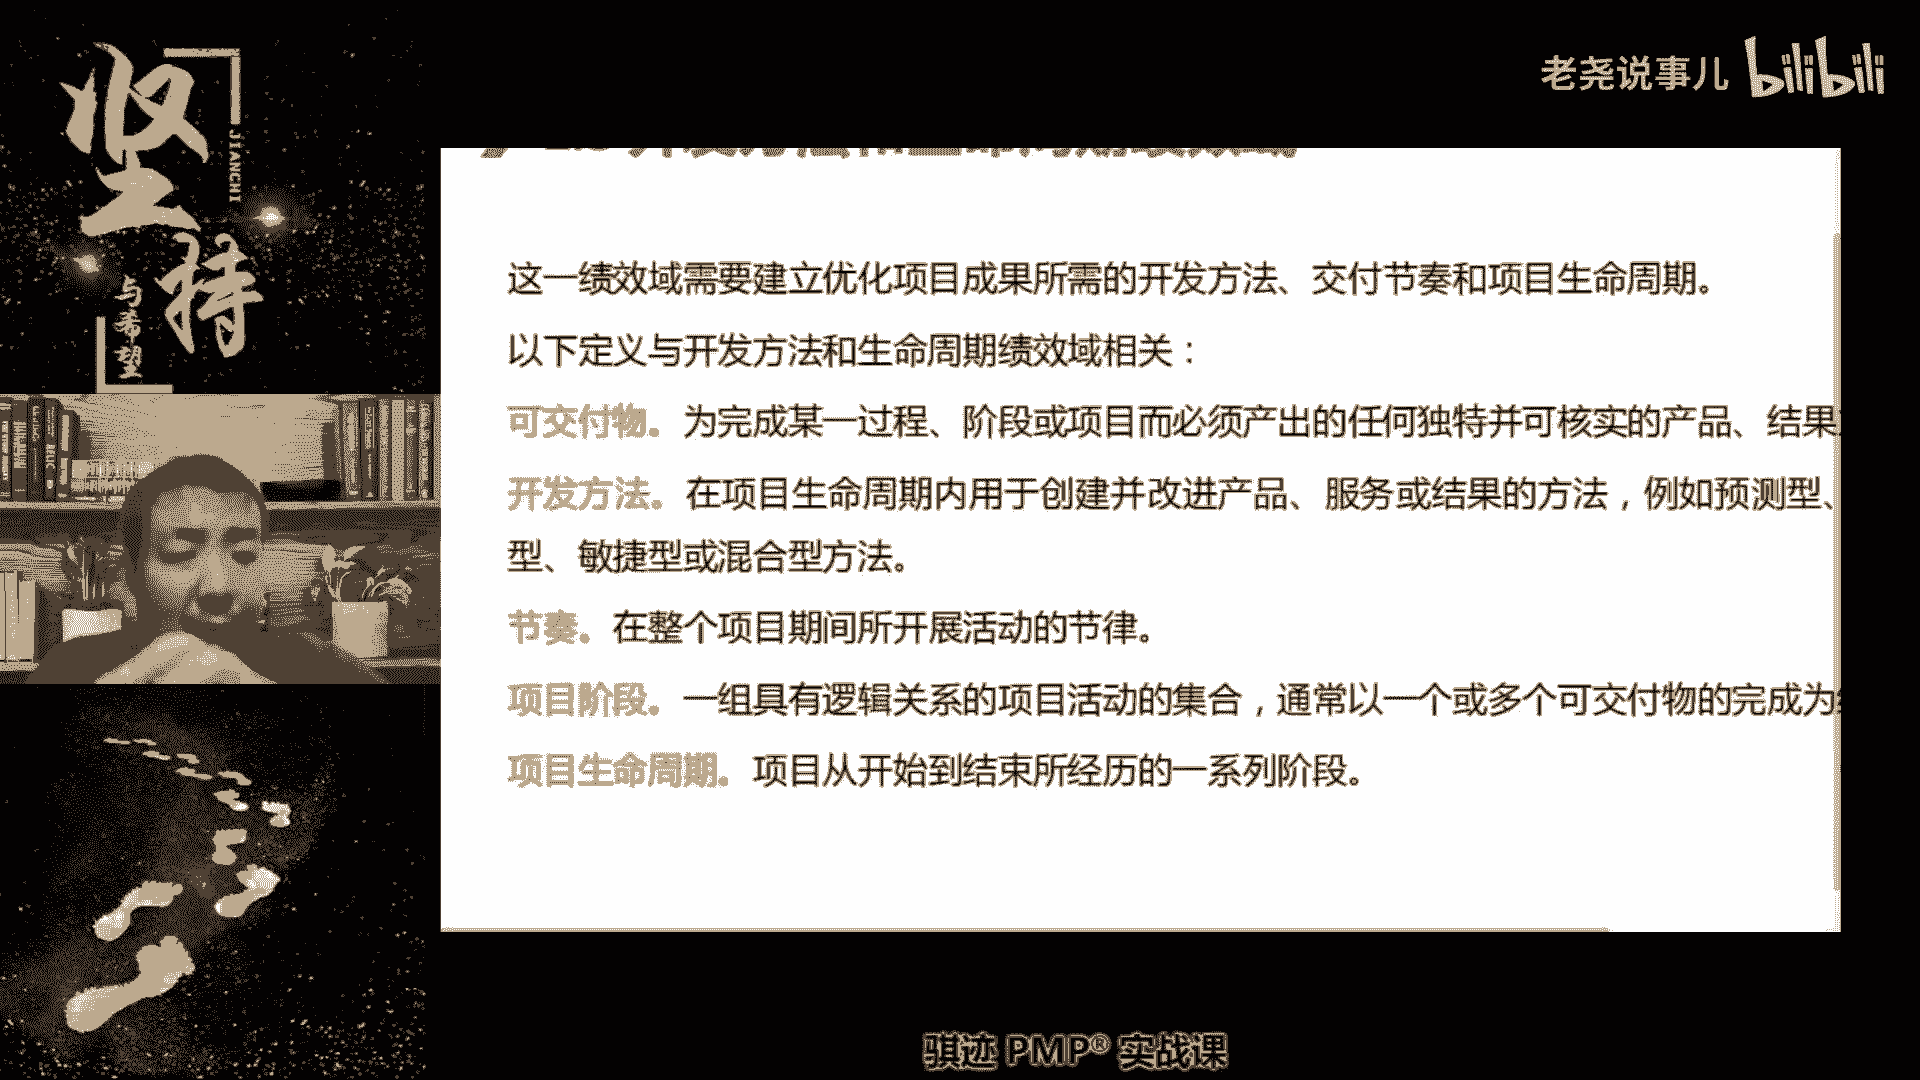 坚持
JIANCHI
与希望
老尧说事儿 bilibili
这一绩效域需要建立优化项目成果所需的开发方法、交付节奏和项目生命周期。
以下定义与开发方法和生命周期绩效域相关：
可交付物。为完成某一过程、阶段或项目而必须产出的任何独特并可核实的产品、结果
开发方法。在项目生命周期内用于创建并改进产品、服务或结果的方法，例如预测型、
型、敏捷型或混合型方法。
节奏。在整个项目期间所开展活动的节律。
项目阶段。一组具有逻辑关系的项目活动的集合，通常以一个或多个可交付物的完成为
项目生命周期。项目从开始到结束所经历的一系列阶段。
骐迹 PMP® 实战课